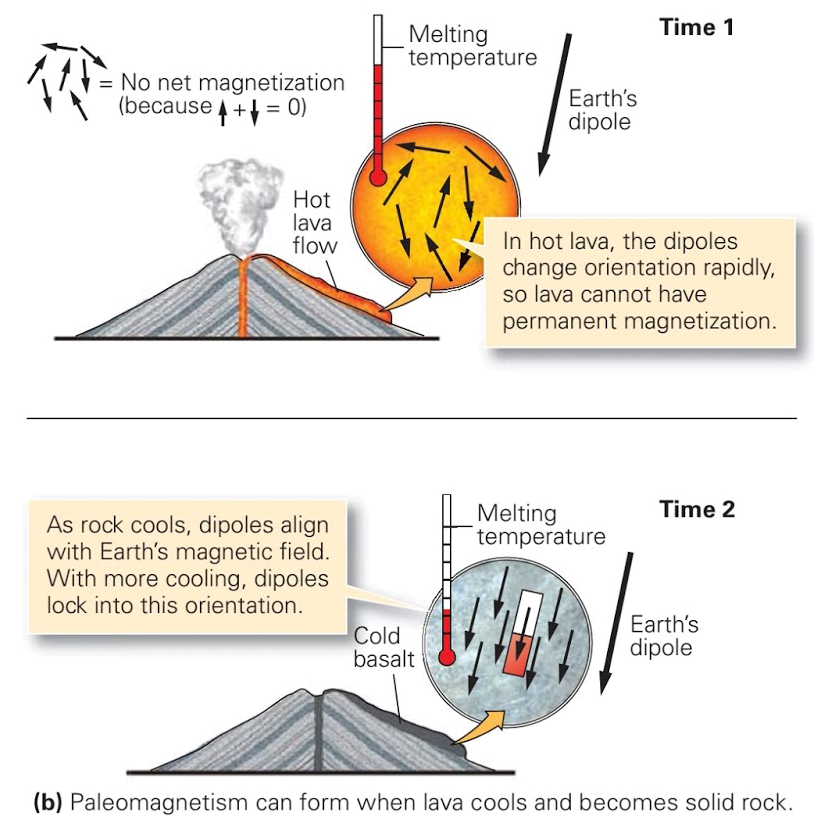 Time 1
Melting
temperature
= No net magnetization
(because + = 0)
Earth's
dipole
Hot
lava
flow
In hot lava, the dipoles
change orientation rapidly,
so lava cannot have
permanent magnetization.
Time 2
Melting
temperature
As rock cools, dipoles align
with Earth's magnetic field.
With more cooling, dipoles
lock into this orientation.
Earth's
dipole
Cold
basalt
(b) Paleomagnetism can form when lava cools and becomes solid rock.